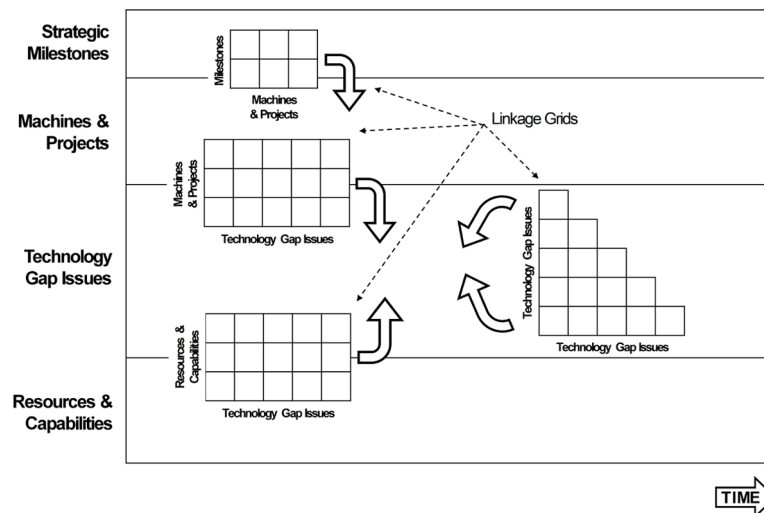 Strategic
Milestones
Milestones
Machines
& Projects
Machines &
Projects
Linkage Grids
Machines
& Projects
Technology Gap Issues
Technology
Gap Issues
Technology Gap Issues
Technology Gap Issues
Resources &
Capabilities
Technology Gap Issues
Resources &
Capabilities
TIME